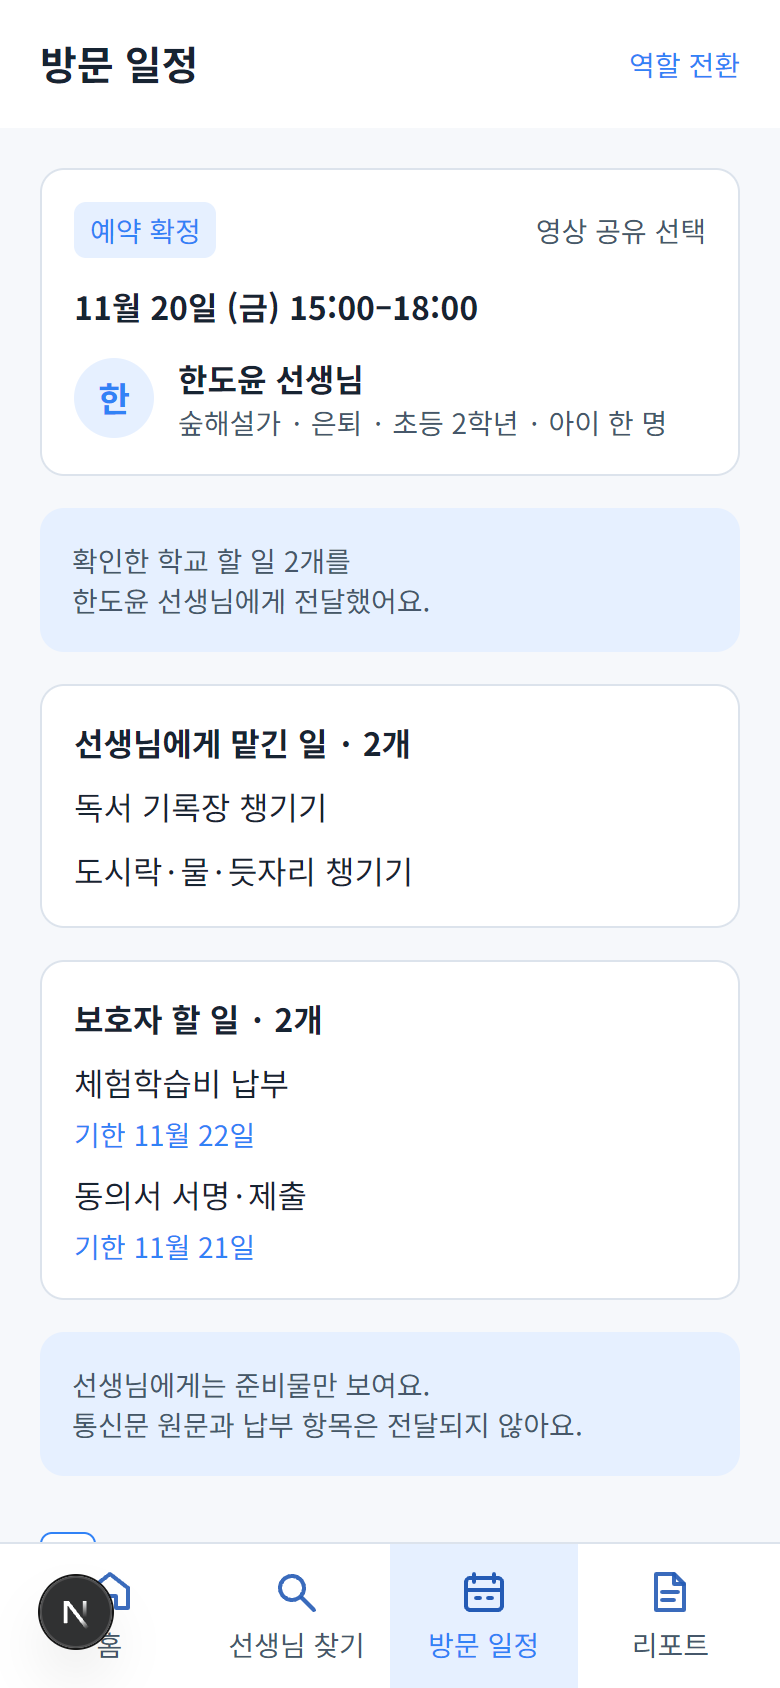 방문 일정
역할 전환
예약 확정
영상 공유 선택
11월 20일 (금) 15:00–18:00
한
한도윤 선생님
숲해설가 · 은퇴 · 초등 2학년 · 아이 한 명
확인한 학교 할 일 2개를
한도윤 선생님에게 전달했어요.
선생님에게 맡긴 일 · 2개
독서 기록장 챙기기
도시락·물·돗자리 챙기기
보호자 할 일 · 2개
체험학습비 납부
기한 11월 22일
동의서 서명·제출
기한 11월 21일
선생님에게는 준비물만 보여요.
통신문 원문과 납부 항목은 전달되지 않아요.
N
홈
선생님 찾기
방문 일정
리포트